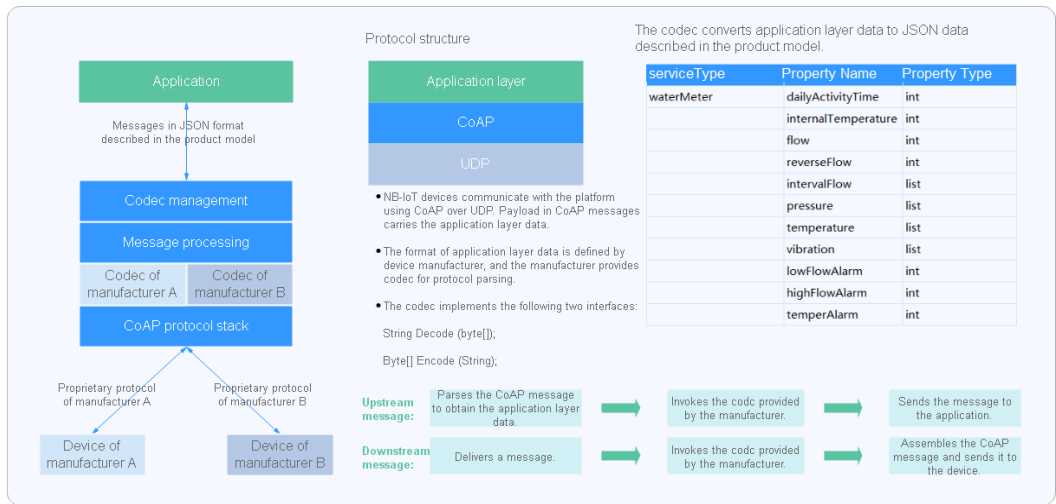 Application
Messages in JSON format
described in the product model
Codec management
Message processing
Codec of
manufacturer A
Codec of
manufacturer B
CoAP protocol stack
Proprietary protocol
of manufacturer A
Proprietary protocol
of manufacturer B
Device of
manufacturer A
Device of
manufacturer B
Protocol structure
Application layer
CoAP
UDP
• NB-IoT devices communicate with the platform
using CoAP over UDP. Payload in CoAP messages
carries the application layer data.
• The format of application layer data is defined by
device manufacturer, and the manufacturer provides
codec for protocol parsing.
• The codec implements the following two interfaces:
String Decode (byte[]);
Byte[] Encode (String);
The codec converts application layer data to JSON data
described in the product model.
serviceType Property Name Property Type
waterMeter dailyActivityTime int
internalTemperature int
flow int
reverseFlow int
intervalFlow list
pressure list
temperature list
vibration list
lowFlowAlarm int
highFlowAlarm int
temperAlarm int
Upstream
message:
Parses the CoAP message
to obtain the application layer
data.
Invokes the codc provided
by the manufacturer.
Sends the message to
the application.
Downstream
message:
Delivers a message.
Invokes the codc provided
by the manufacturer.
Assembles the CoAP
message and sends it to
the device.